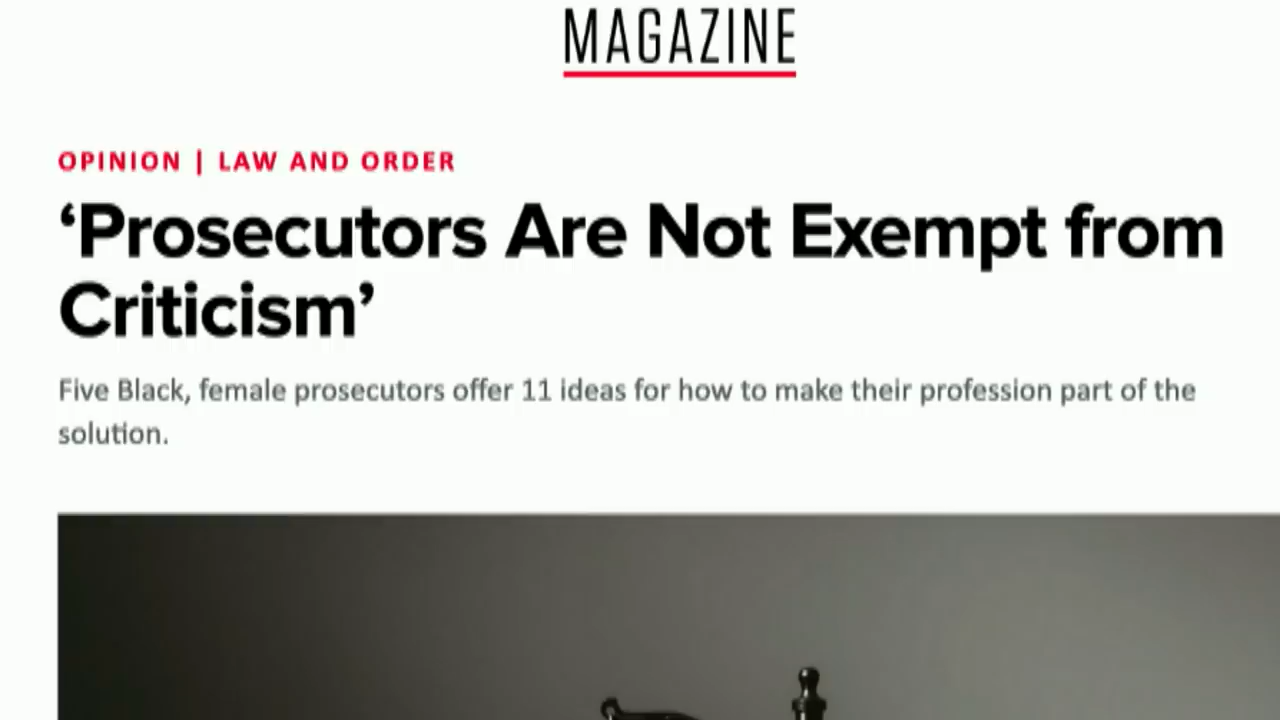 MAGAZINE
OPINION | LAW AND ORDER
‘Prosecutors Are Not Exempt from
Criticism’
Five Black, female prosecutors offer 11 ideas for how to make their profession part of the
solution.